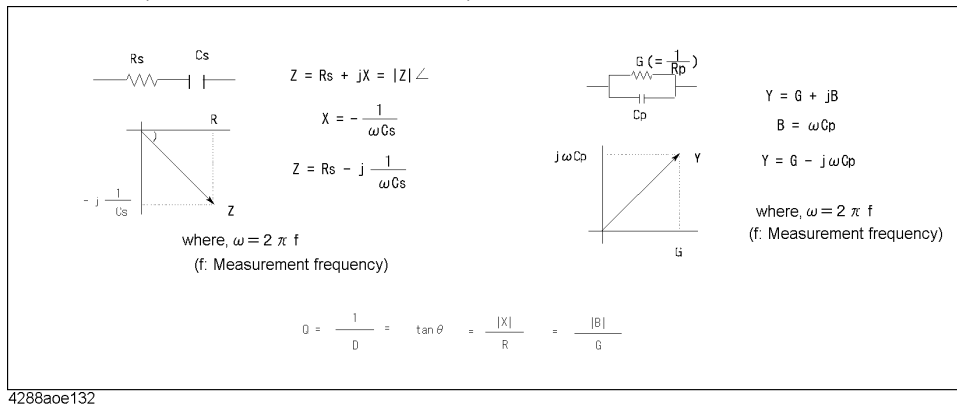 Rs Cs
Z = Rs + jX = |Z|∠
X = - 1/ωCs
Z = Rs - j 1/ωCs
R
- j 1/Cs
Z
where, ω = 2 π f
(f: Measurement frequency)
G (= 1/Rp)
Cp
Y = G + jB
B = ωCp
Y = G - jωCp
jωCp
Y
G
where, ω = 2 π f
(f: Measurement frequency)
Q = 1/D = tan θ = |X|/R = |B|/G
4288aoe132